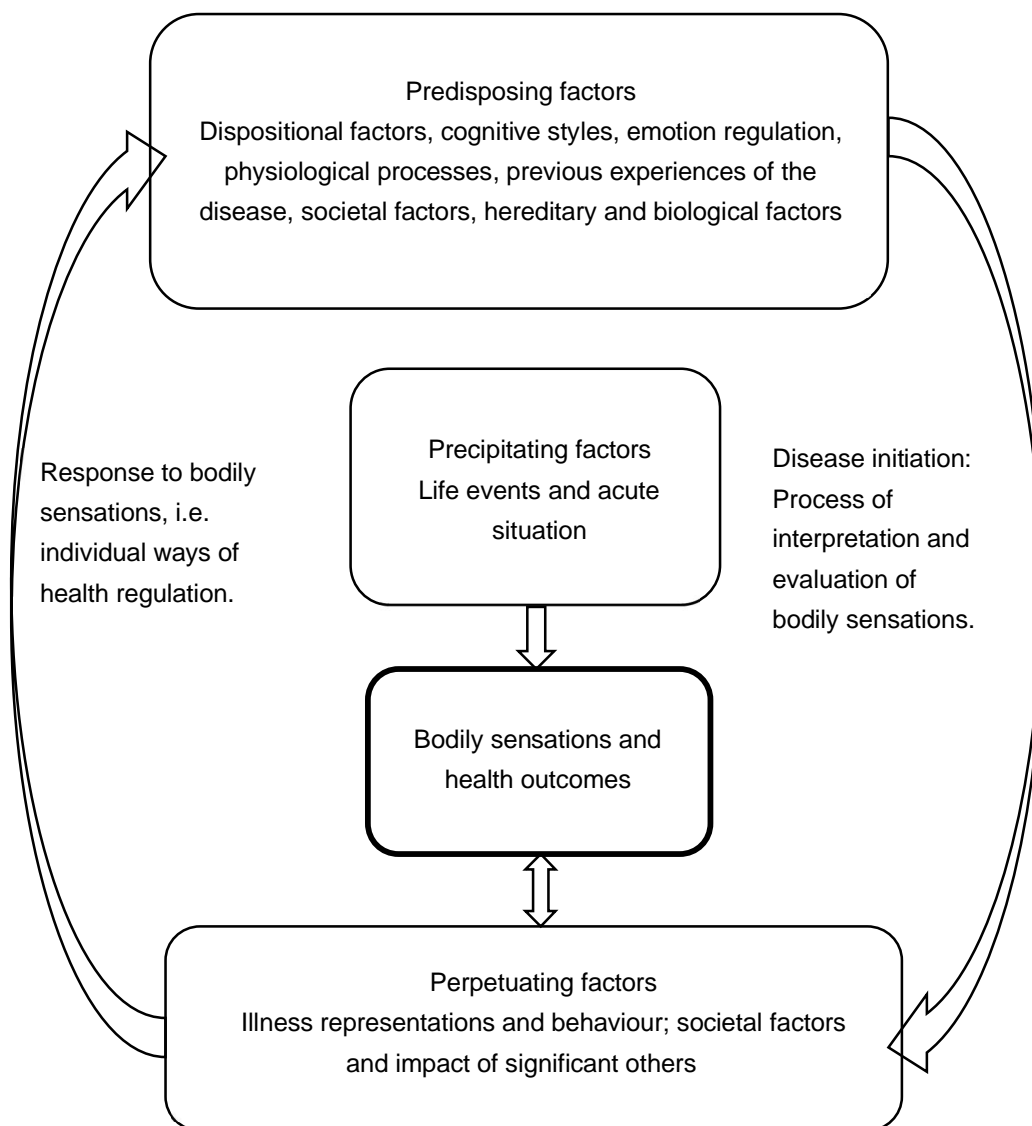 Predisposing factors
Dispositional factors, cognitive styles, emotion regulation,
physiological processes, previous experiences of the
disease, societal factors, hereditary and biological factors
Precipitating factors
Life events and acute
situation
Response to bodily
sensations, i.e.
individual ways of
health regulation.
Disease initiation:
Process of
interpretation and
evaluation of
bodily sensations.
Bodily sensations and
health outcomes
Perpetuating factors
Illness representations and behaviour; societal factors
and impact of significant others